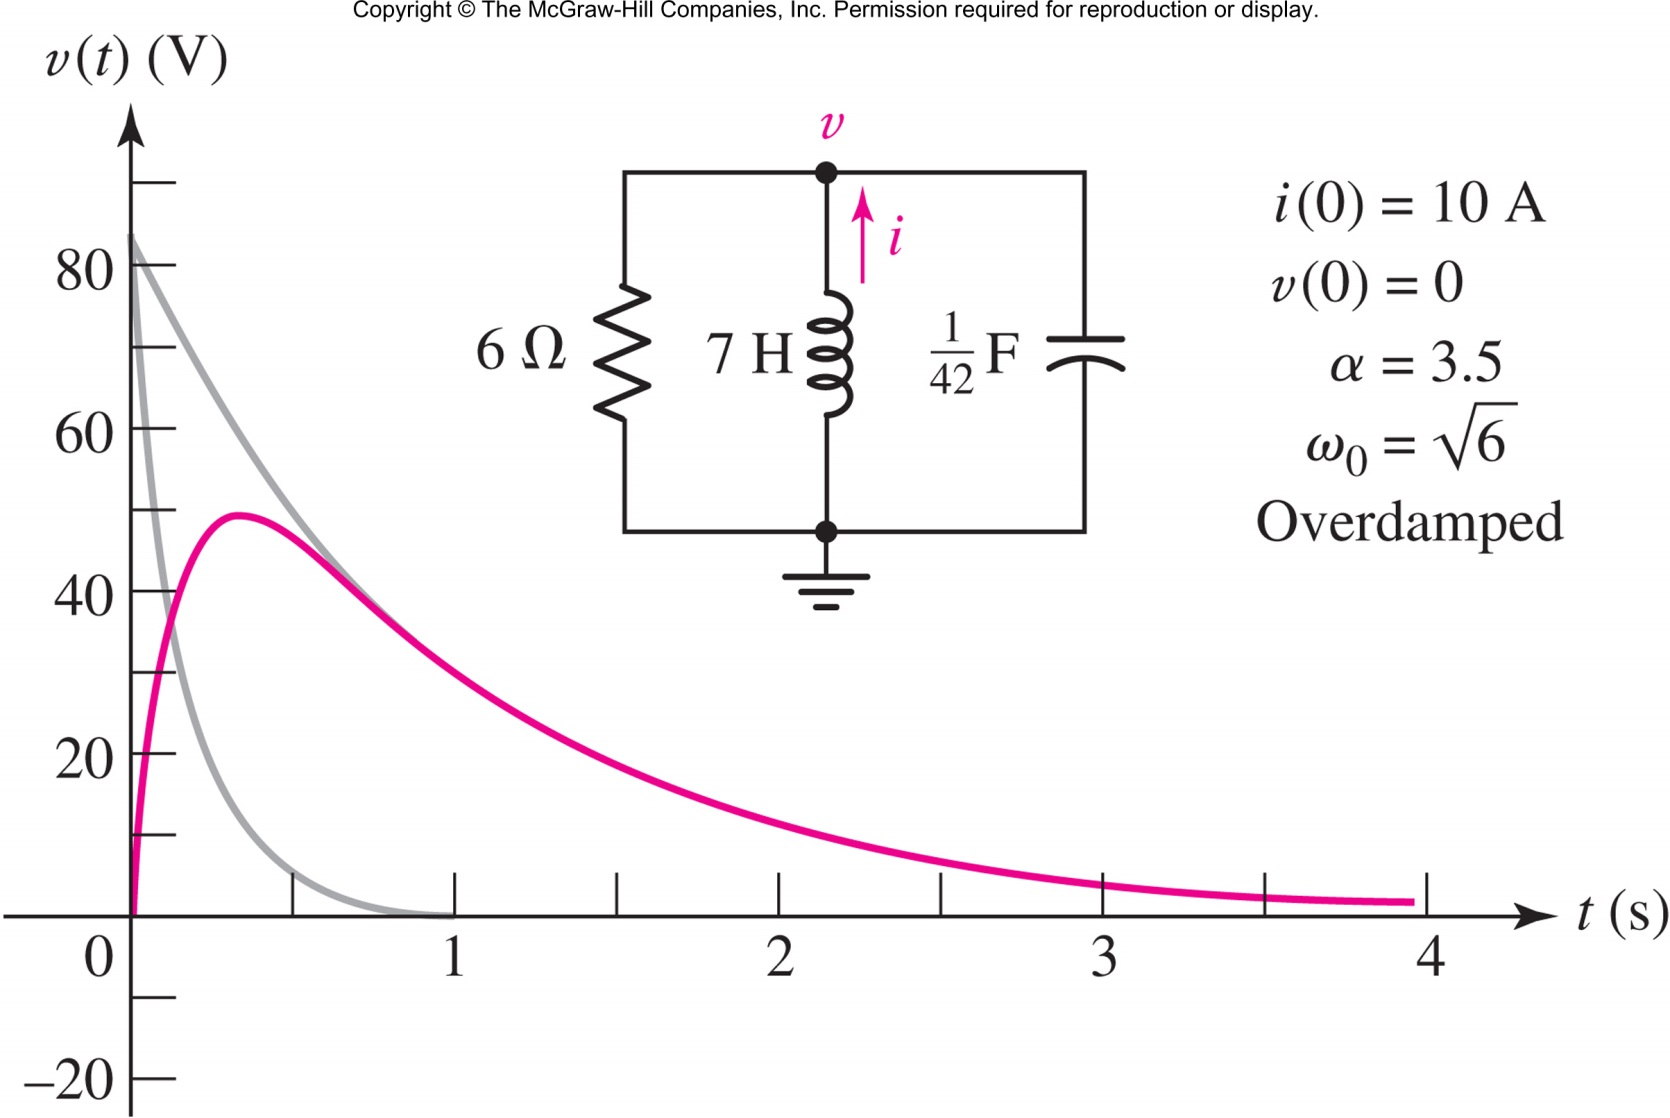 Copyright © The McGraw-Hill Companies, Inc. Permission required for reproduction or display.
v(t) (V)
80
60
40
20
0
–20
1
2
3
4
t (s)
v
i
6 Ω
7 H
1/42 F
i(0) = 10 A
v(0) = 0
α = 3.5
ω₀ = √6
Overdamped